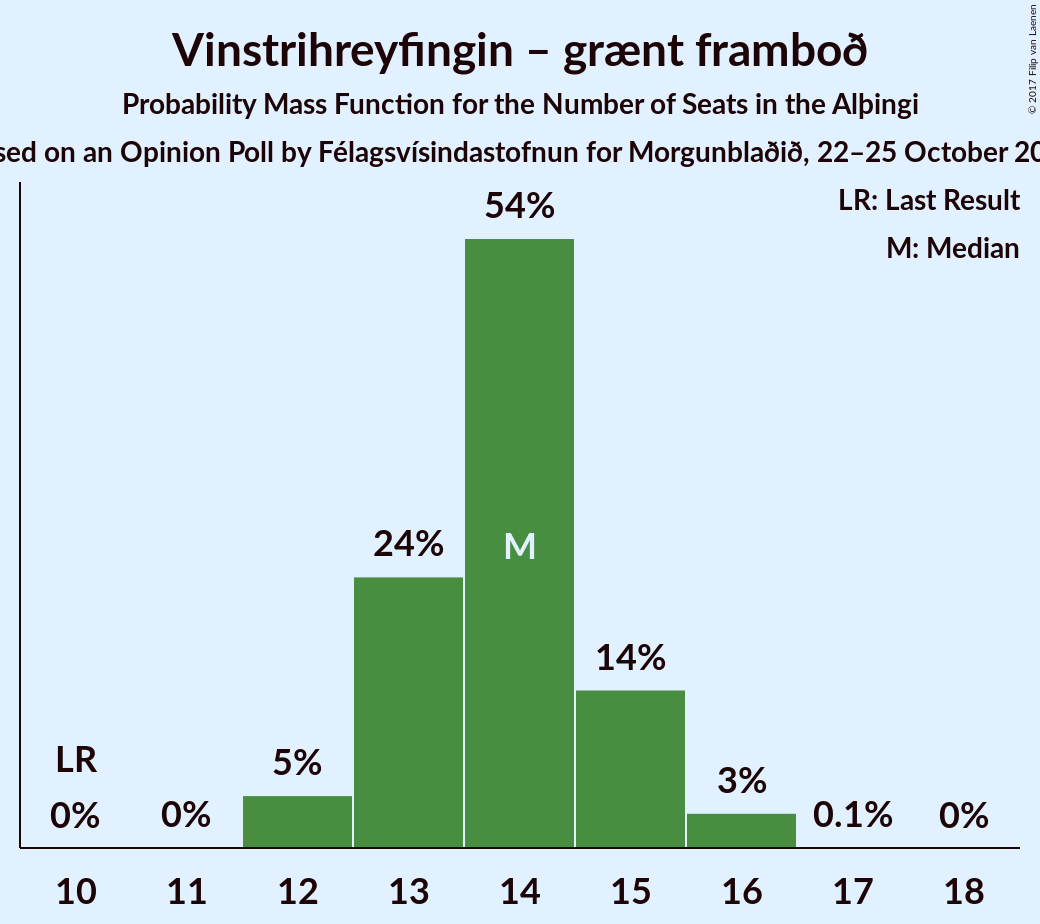 Vinstrihreyfingin – grænt framboð
Probability Mass Function for the Number of Seats in the Alþingi
sed on an Opinion Poll by Félagsvísindastofnun for Morgunblaðið, 22–25 October 20
© 2017 Filip van Laenen
LR: Last Result
M: Median
54%
24%
M
14%
LR
5%
3%
0%
0%
0.1%
0%
10 11 12 13 14 15 16 17 18